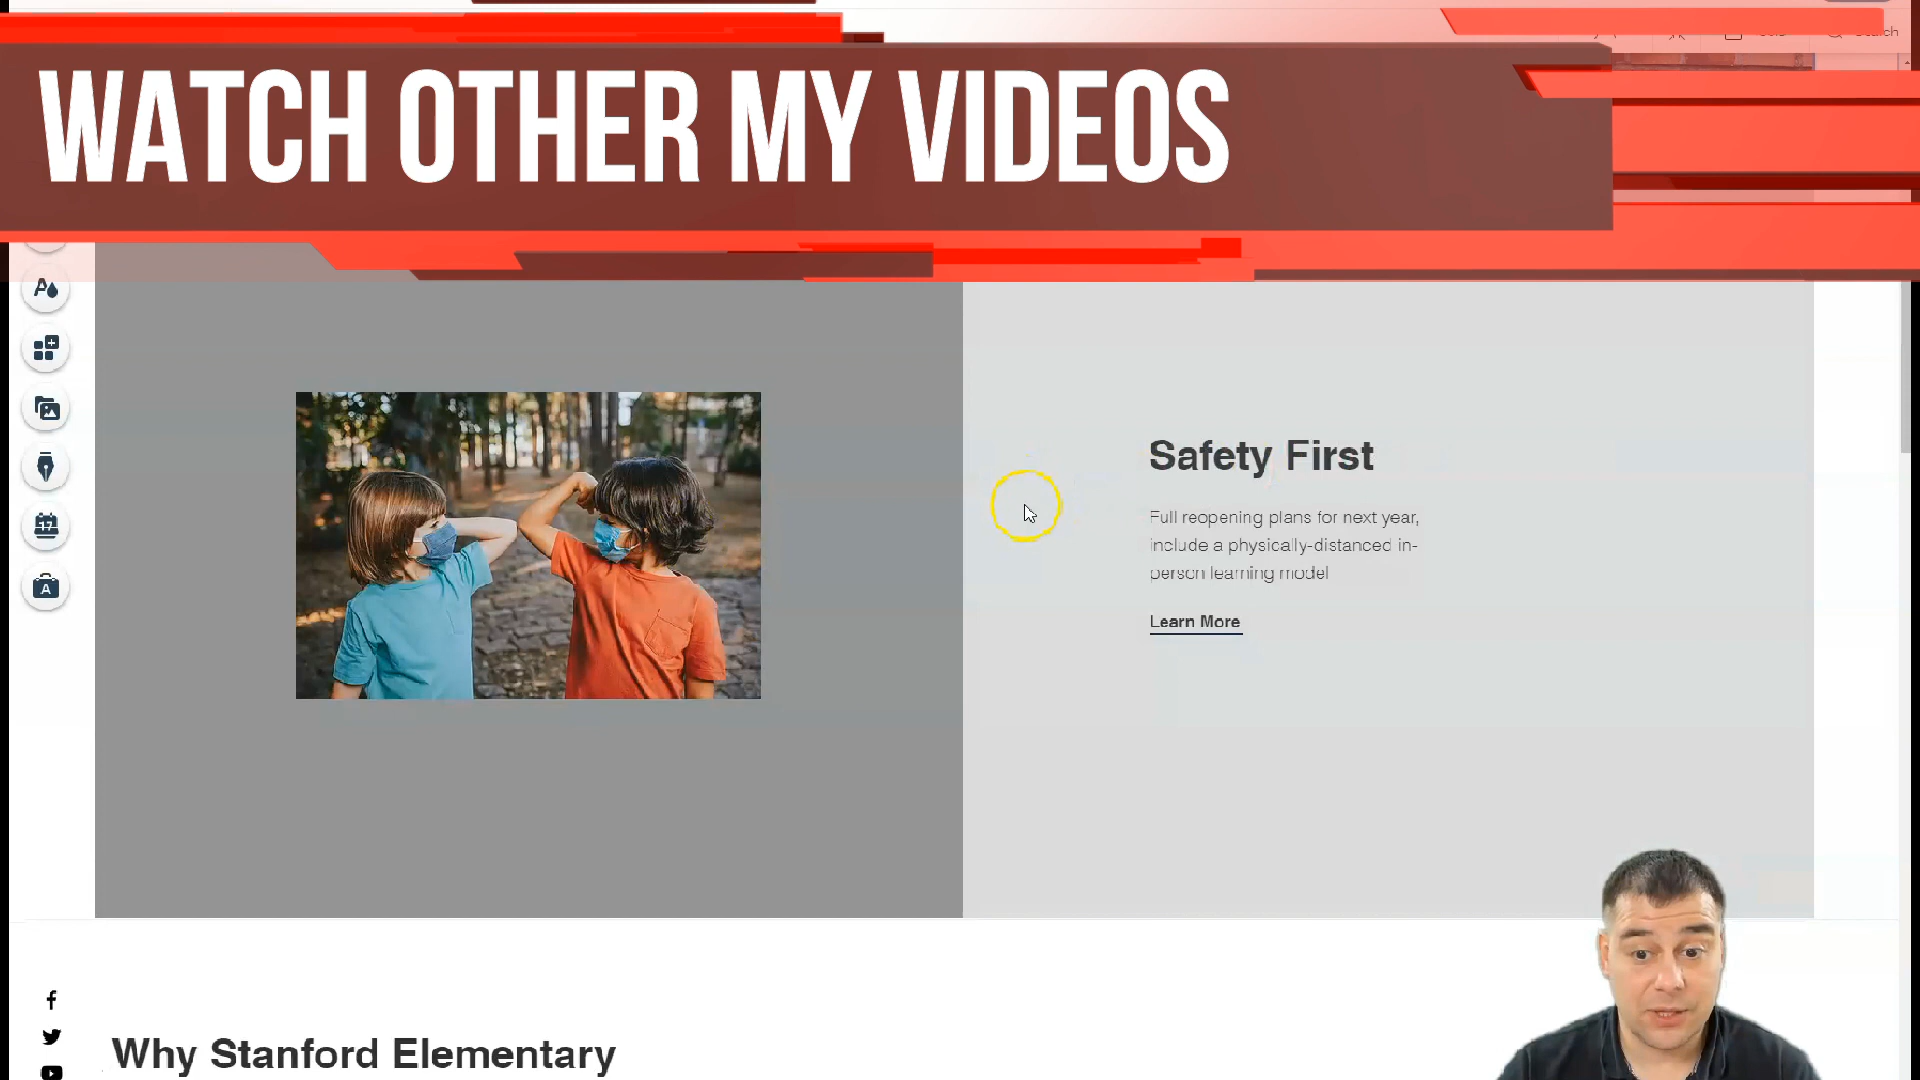 WATCH OTHER MY VIDEOS
Search
Safety First
Full reopening plans for next year,
include a physically-distanced in-
person learning model
Learn More
Why Stanford Elementary